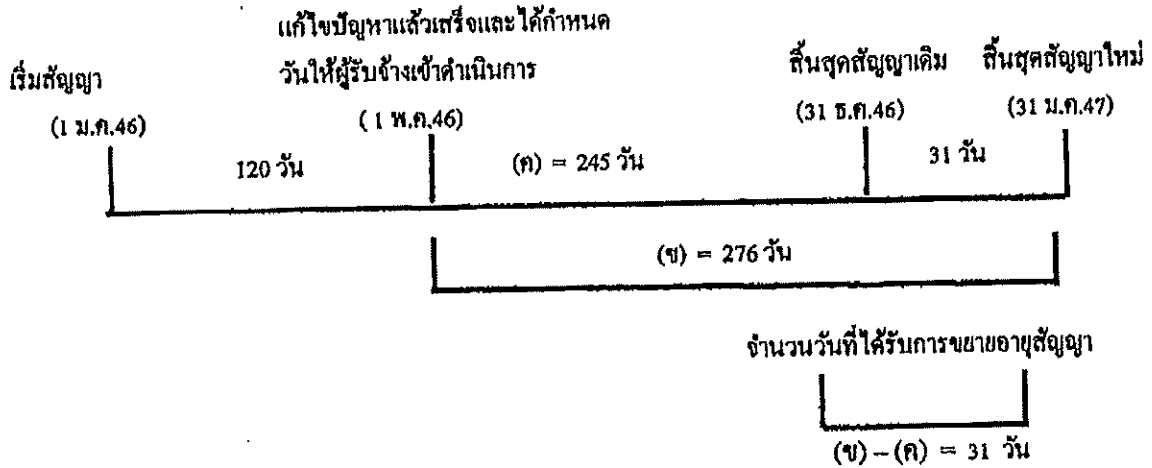 แก้ไขปัญหาแล้วเสร็จและได้กำหนด
วันให้ผู้รับจ้างเข้าดำเนินการ
เริ่มสัญญา
สิ้นสุดสัญญาเดิม
สิ้นสุดสัญญาใหม่
(1 ม.ค.46)
( 1 พ.ค.46)
(31 ธ.ค.46)
(31 ม.ค.47)
120 วัน
(ค) = 245 วัน
31 วัน
(ข) = 276 วัน
จำนวนวันที่ได้รับการขยายอายุสัญญา
(ข) – (ค) = 31 วัน